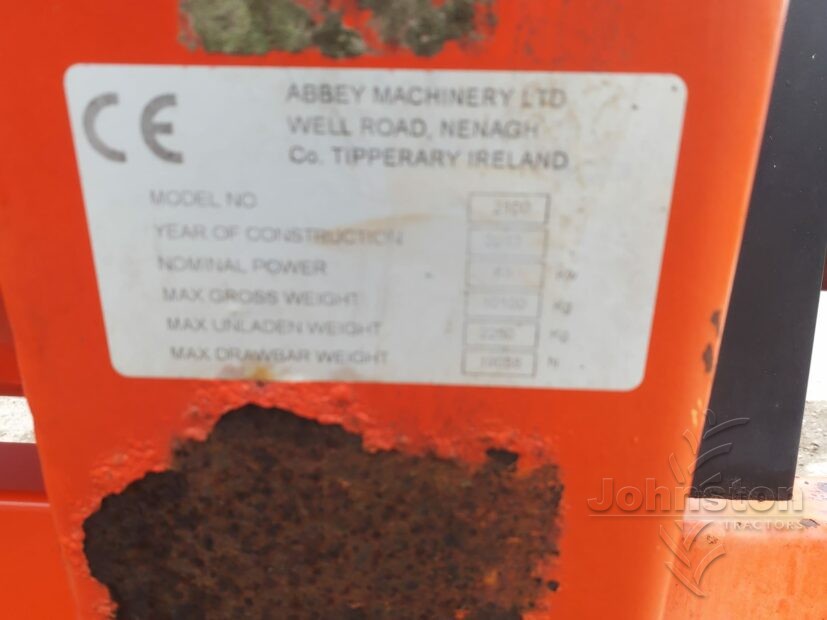 CE
ABBEY MACHINERY LTD
WELL ROAD, NENAGH
Co. TIPPERARY IRELAND
MODEL NO 2100
YEAR OF CONSTRUCTION
NOMINAL POWER kw
MAX GROSS WEIGHT 10100 Kg
MAX UNLADEN WEIGHT Kg
MAX DRAWBAR WEIGHT N
Johnston
TRACTORS